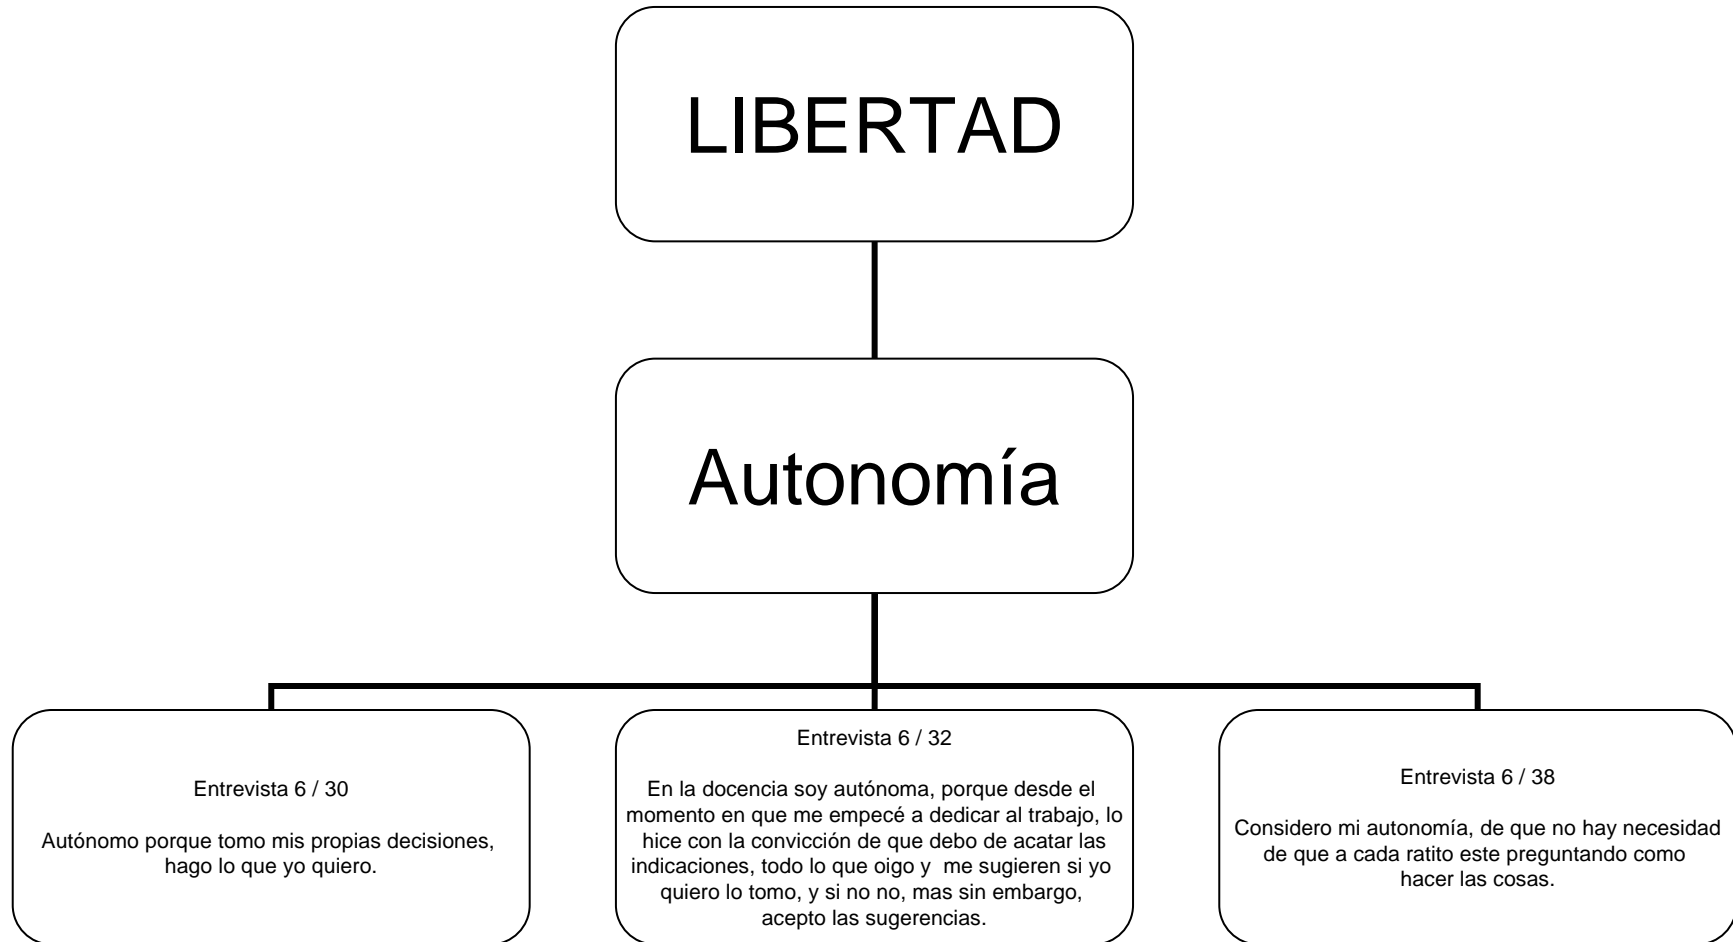 LIBERTAD
Autonomía
Entrevista 6 / 30
Autónomo porque tomo mis propias decisiones,
hago lo que yo quiero.
Entrevista 6 / 32
En la docencia soy autónoma, porque desde el
momento en que me empecé a dedicar al trabajo, lo
hice con la convicción de que debo de acatar las
indicaciones, todo lo que oigo y  me sugieren si yo
quiero lo tomo, y si no no, mas sin embargo,
acepto las sugerencias.
Entrevista 6 / 38
Considero mi autonomía, de que no hay necesidad
de que a cada ratito este preguntando como
hacer las cosas.